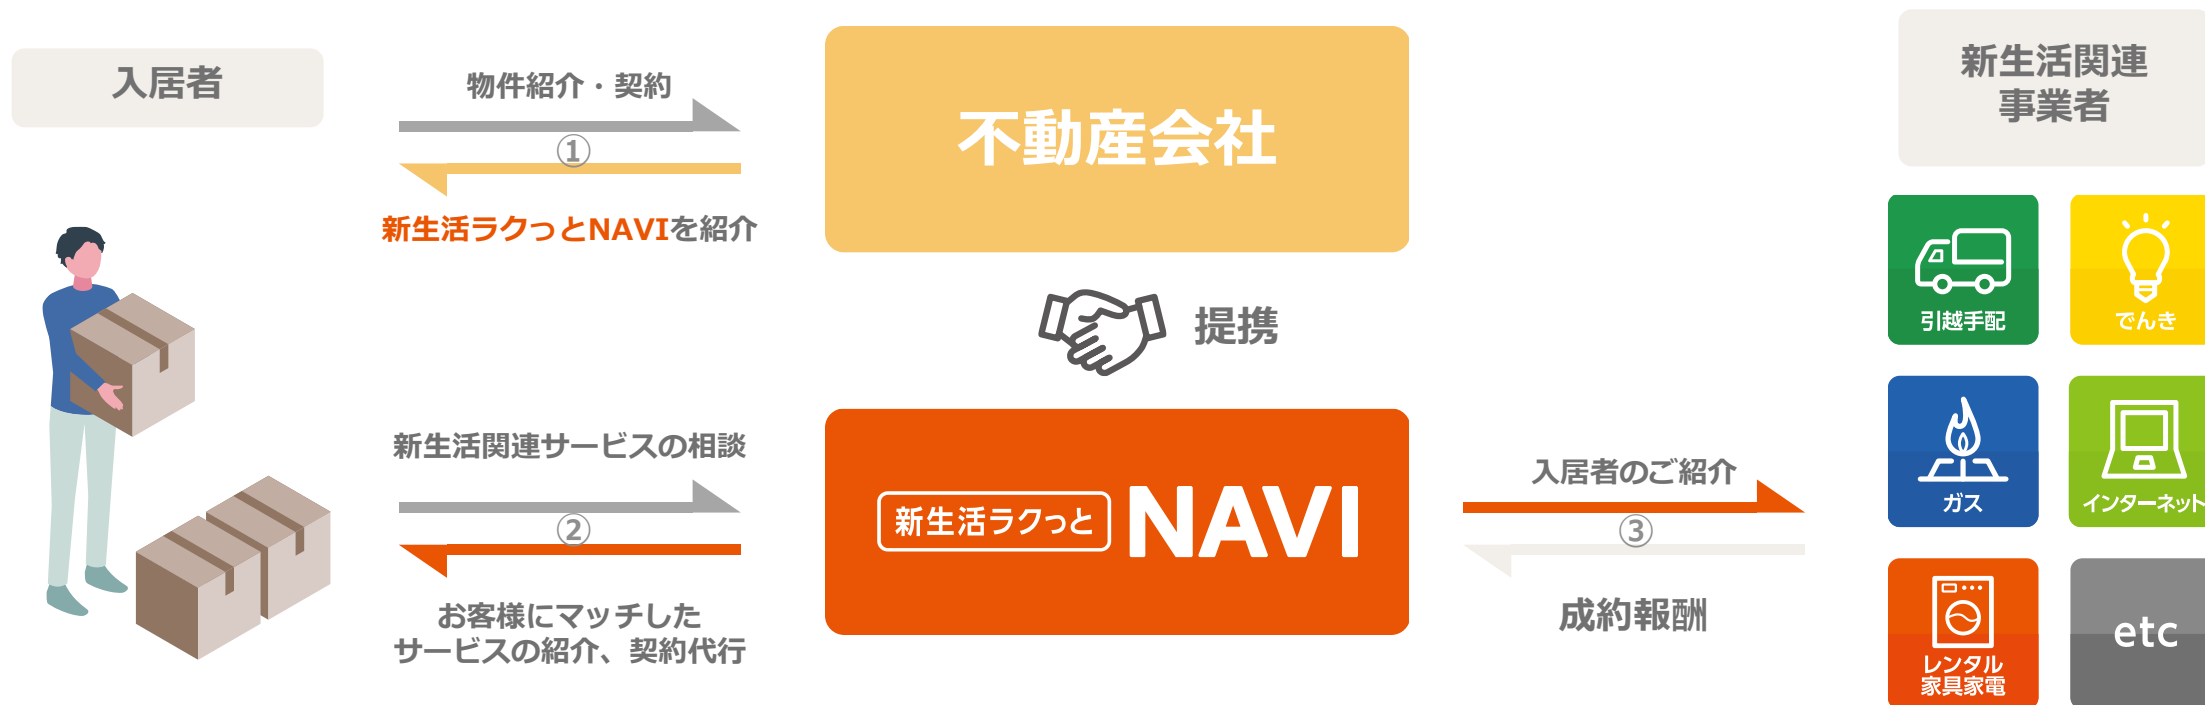 入居者
物件紹介・契約
①
新生活ラクっとNAVIを紹介
不動産会社
提携
新生活関連サービスの相談
②
お客様にマッチした
サービスの紹介、契約代行
新生活ラクっと NAVI
入居者のご紹介
③
成約報酬
新生活関連
事業者
引越手配
でんき
ガス
インターネット
レンタル
家具家電
etc